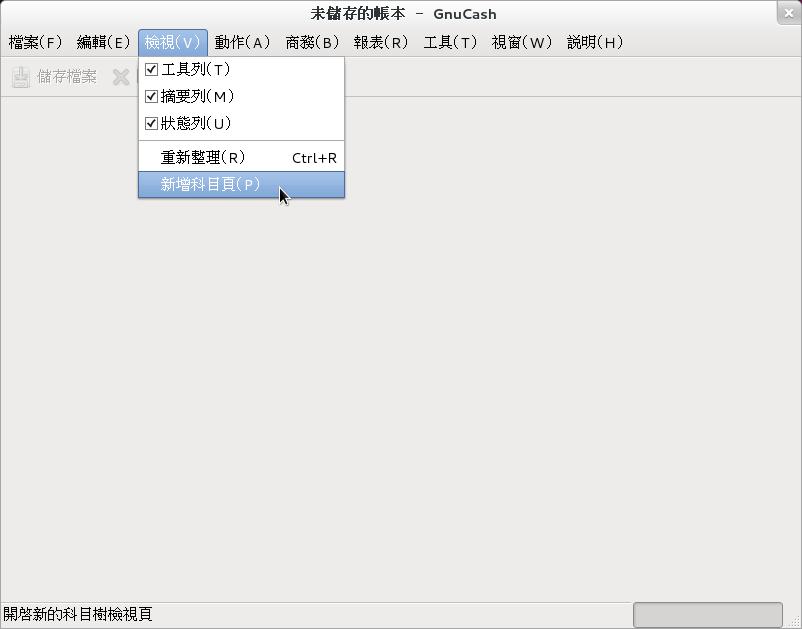 未儲存的帳本 - GnuCash
檔案(F) 編輯(E) 檢視(V) 動作(A) 商務(B) 報表(R) 工具(T) 視窗(W) 說明(H)
儲存檔案
工具列(T)
摘要列(M)
狀態列(U)
重新整理(R) Ctrl+R
新增科目頁(P)
開啓新的科目樹檢視頁